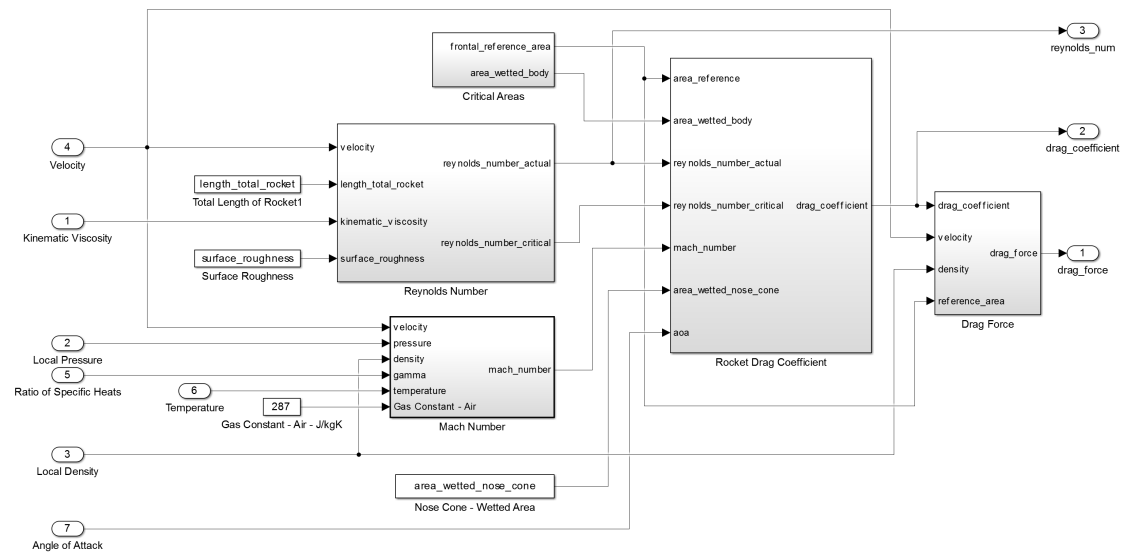 3
reynolds_num
frontal_reference_area
area_wetted_body
Critical Areas
area_reference
area_wetted_body
reynolds_number_actual
reynolds_number_critical
mach_number
area_wetted_nose_cone
aoa
drag_coefficient
Rocket Drag Coefficient
2
drag_coefficient
4
Velocity
velocity
length_total_rocket
kinematic_viscosity
surface_roughness
reynolds_number_actual
reynolds_number_critical
Reynolds Number
length_total_rocket
Total Length of Rocket1
1
Kinematic Viscosity
surface_roughness
Surface Roughness
drag_coefficient
velocity
density
reference_area
drag_force
Drag Force
1
drag_force
2
Local Pressure
5
Ratio of Specific Heats
6
Temperature
287
Gas Constant - Air - J/kgK
velocity
pressure
density
gamma
temperature
Gas Constant - Air
mach_number
Mach Number
3
Local Density
area_wetted_nose_cone
Nose Cone - Wetted Area
7
Angle of Attack